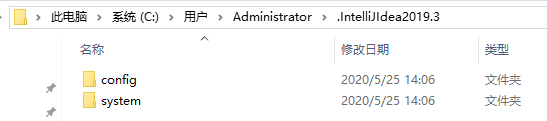 此电脑 > 系统 (C:) > 用户 > Administrator > .IntelliJIdea2019.3
名称 修改日期 类型
config 2020/5/25 14:06 文件夹
system 2020/5/25 14:06 文件夹